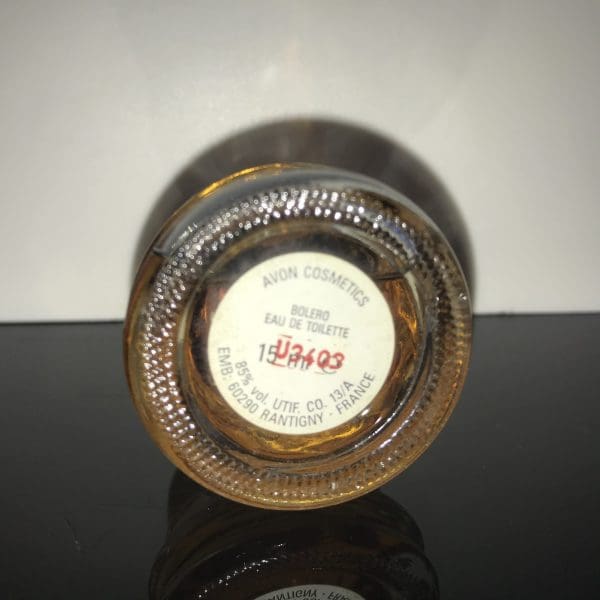 AVON COSMETICS
BOLERO
EAU DE TOILETTE
15 ml
U3403
85% vol. UTIF. CO. 13/A
EMB: 60290 RANTIGNY - FRANCE